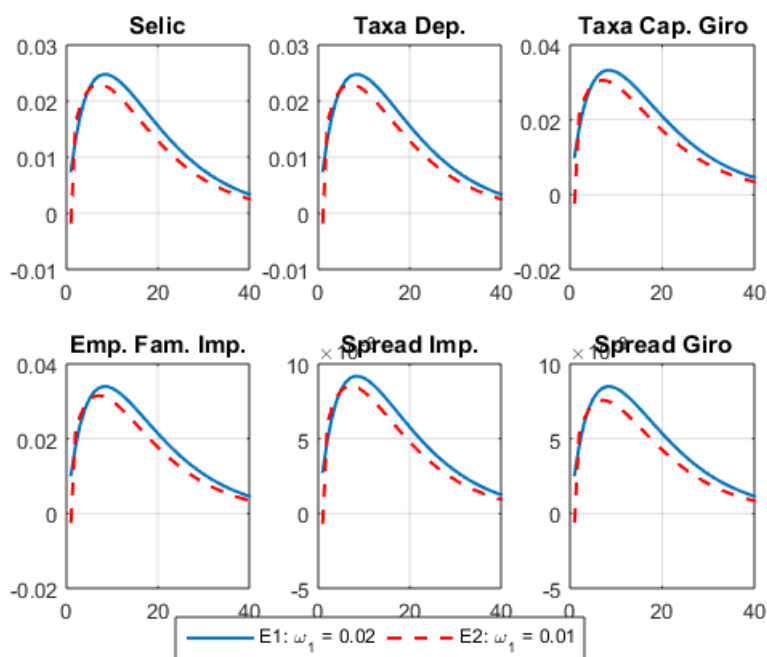 Selic Taxa Dep. Taxa Cap. Giro
0.03 0.03 0.04
0.02 0.02
0.02
0.01 0.01
0 0 0
-0.01 -0.01 -0.02
0 20 40 0 20 40 0 20 40
Emp. Fam. Imp. Spread Imp. Spread Giro
0.04 10 10
0.02 5 5
0 0 0
-0.02 -5 -5
0 20 40 0 20 40 0 20 40
E1: ω₁ = 0.02 E2: ω₁ = 0.01